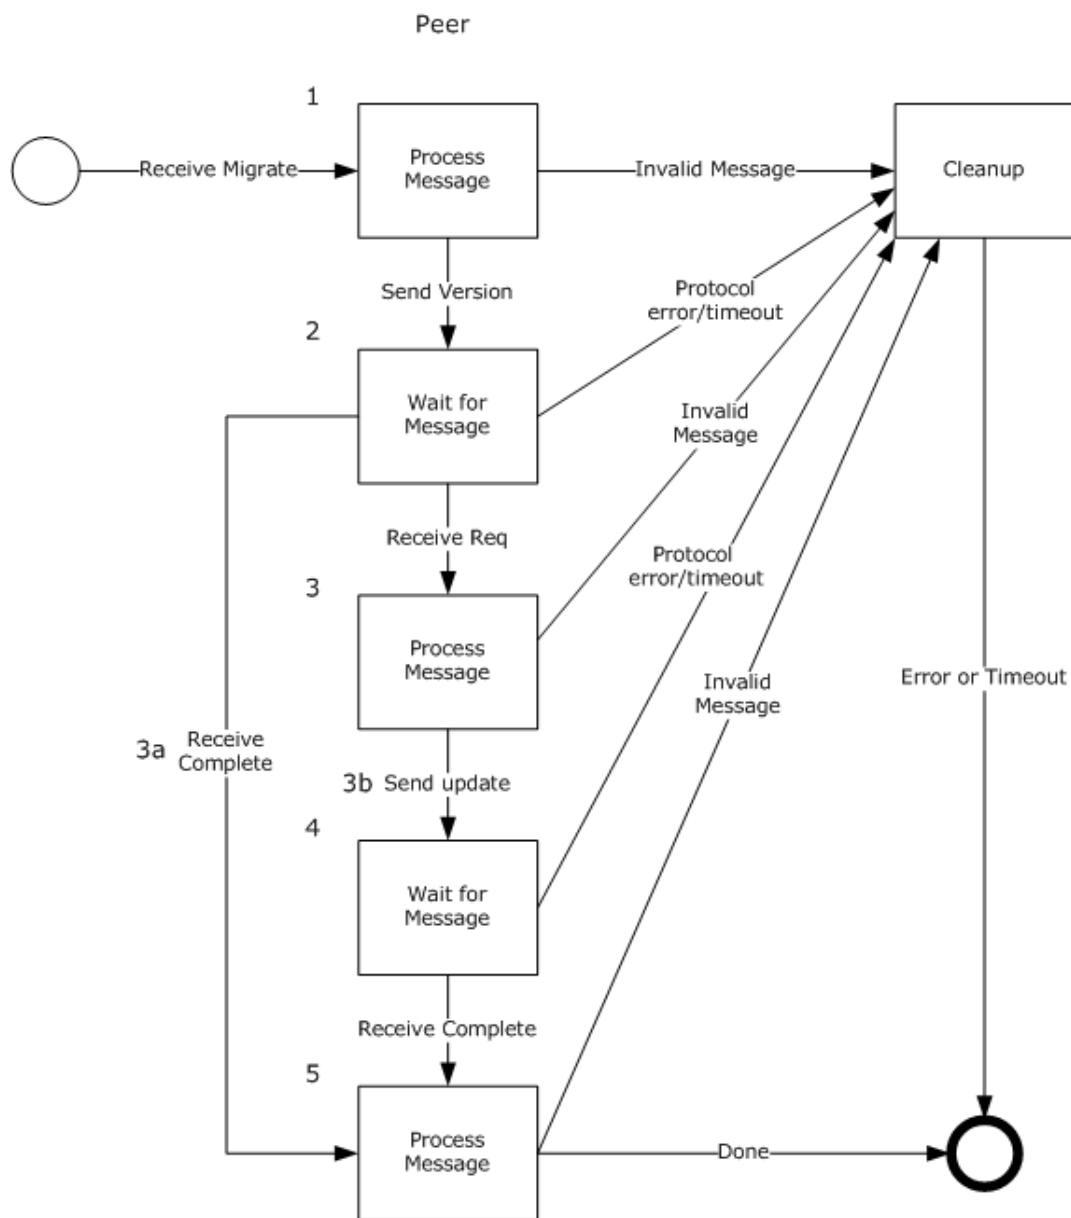 Peer
1
Process
Message
Receive Migrate
Invalid Message
Cleanup
Send Version
Protocol
error/timeout
2
Wait for
Message
Invalid
Message
Receive Req
Protocol
error/timeout
3
Process
Message
Invalid
Message
Error or Timeout
3a
Receive
Complete
3b
Send update
4
Wait for
Message
Receive Complete
5
Process
Message
Done